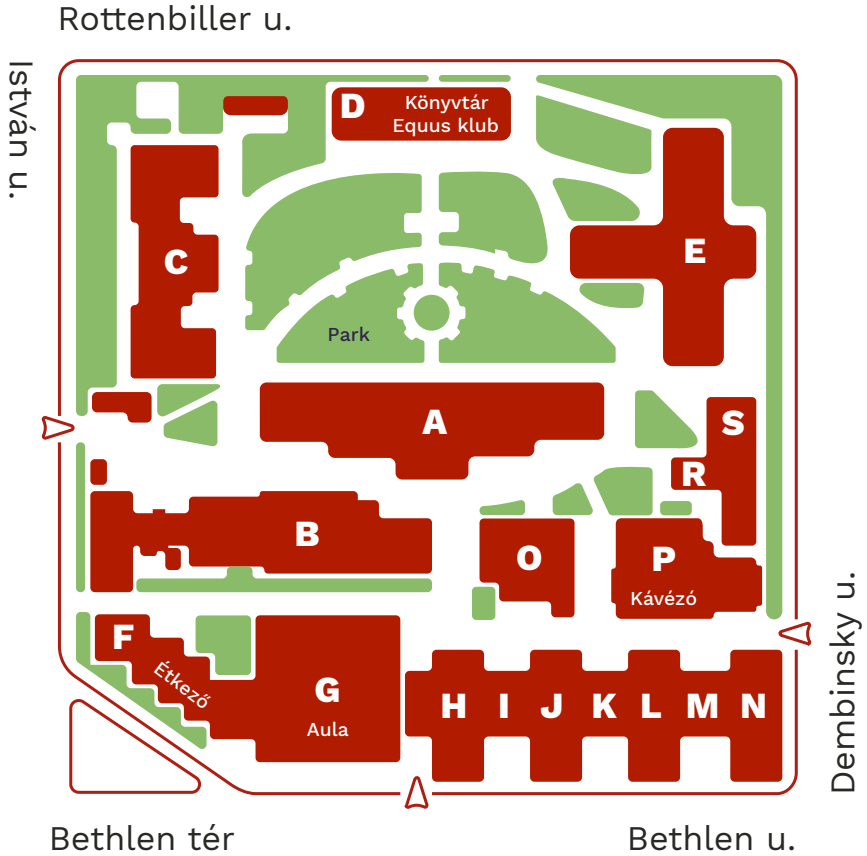 Rottenbiller u.
István u.
D
Könyvtár
Equus klub
E
C
Park
A
S
R
B
O
P
Kávézó
F
Étkező
G
Aula
H I J K L M N
Dembinsky u.
Bethlen tér
Bethlen u.